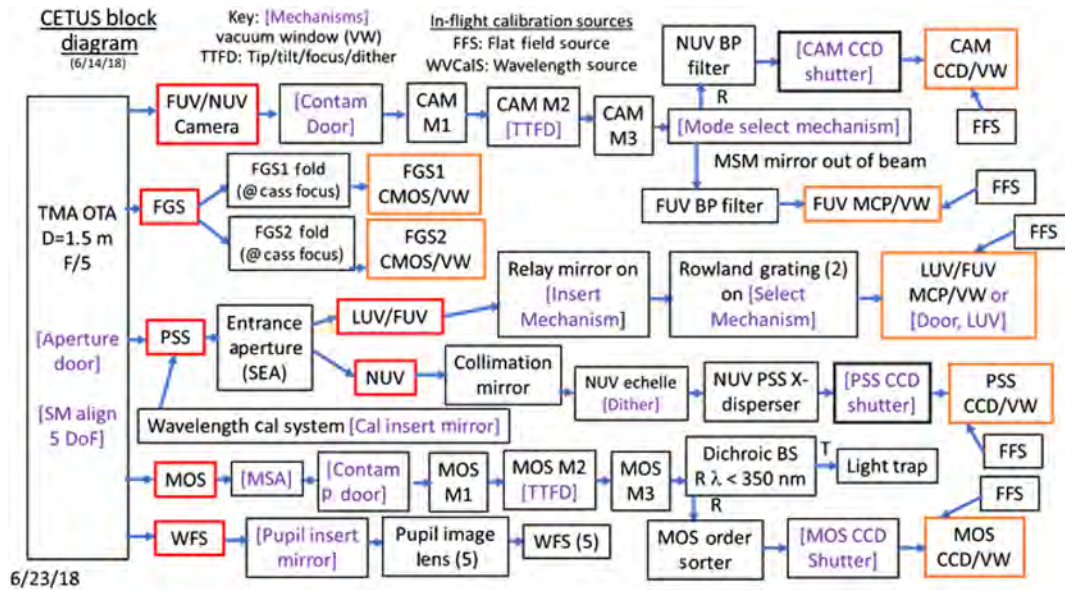 CETUS block
diagram
(6/14/18)
Key: [Mechanisms]
vacuum window (VW)
TTFD: Tip/tilt/focus/dither
In-flight calibration sources
FFS: Flat field source
WVCalS: Wavelength source
TMA OTA
D=1.5 m
F/5
[Aperture
door]
[SM align
5 DoF]
FUV/NUV
Camera
[Contam
Door]
CAM
M1
CAM M2
[TTFD]
CAM
M3
[Mode select mechanism]
NUV BP
filter
R
[CAM CCD
shutter]
CAM
CCD/VW
FFS
MSM mirror out of beam
FUV BP filter
FUV MCP/VW
FFS
FGS
FGS1 fold
(@cass focus)
FGS1
CMOS/VW
FGS2 fold
(@cass focus)
FGS2
CMOS/VW
PSS
Entrance
aperture
(SEA)
LUV/FUV
Relay mirror on
[Insert
Mechanism]
Rowland grating (2)
on [Select
Mechanism]
LUV/FUV
MCP/VW or
[Door, LUV]
FFS
NUV
Collimation
mirror
NUV echelle
[Dither]
NUV PSS X-
disperser
[PSS CCD
shutter]
PSS
CCD/VW
FFS
Wavelength cal system [Cal insert mirror]
MOS
[MSA]
[Contam
p. door]
MOS
M1
MOS M2
[TTFD]
MOS
M3
Dichroic BS
R λ < 350 nm
T
Light trap
R
MOS order
sorter
[MOS CCD
Shutter]
MOS
CCD/VW
FFS
WFS
[Pupil insert
mirror]
Pupil image
lens (5)
WFS (5)
6/23/18